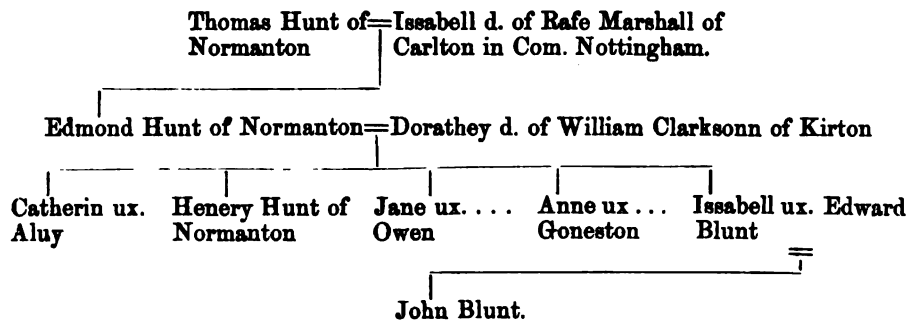 Thomas Hunt of=Issabell d. of Rafe Marshall of
Normanton Carlton in Com. Nottingham.
Edmond Hunt of Normanton=Dorathey d. of William Clarksonn of Kirton
Catherin ux.
Aluy
Henery Hunt of
Normanton
Jane ux. . . .
Owen
Anne ux . . .
Goneston
Issabell ux. Edward
Blunt
=
John Blunt.